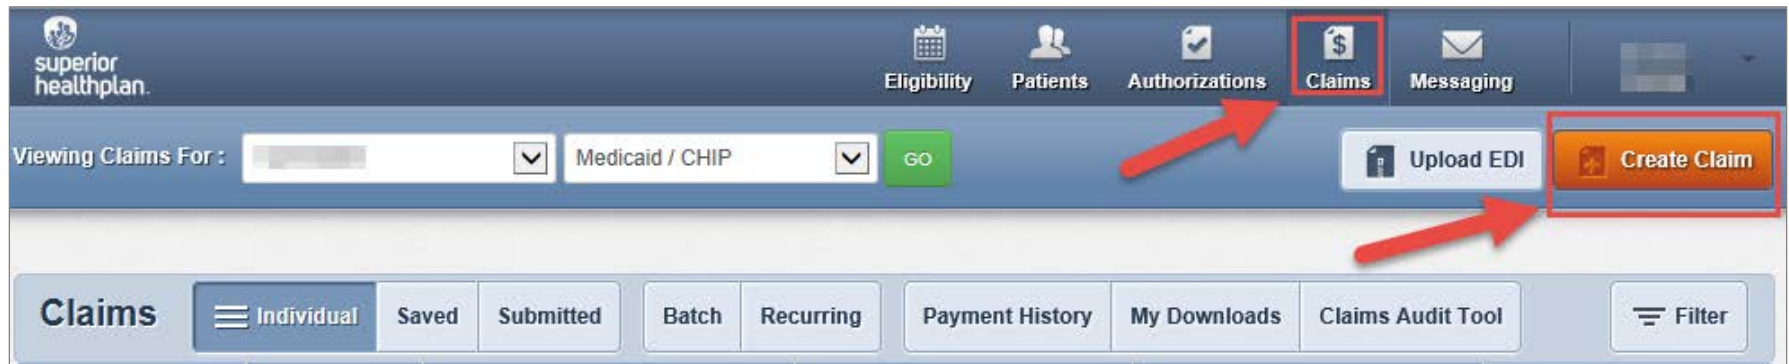 superior
healthplan.
Eligibility Patients Authorizations Claims Messaging
Viewing Claims For : Medicaid / CHIP GO Upload EDI Create Claim
Claims Individual Saved Submitted Batch Recurring Payment History My Downloads Claims Audit Tool Filter